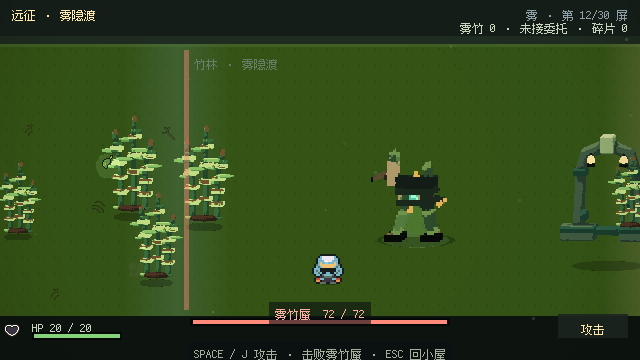 远征 · 雾隐渡
雾 · 第 12/30 屏
雾竹 0 · 未接委托 · 碎片 0
竹林 · 雾隐渡
雾竹蜃 72 / 72
HP 20 / 20
攻击
SPACE / J 攻击 · 击败雾竹蜃 · ESC 回小屋